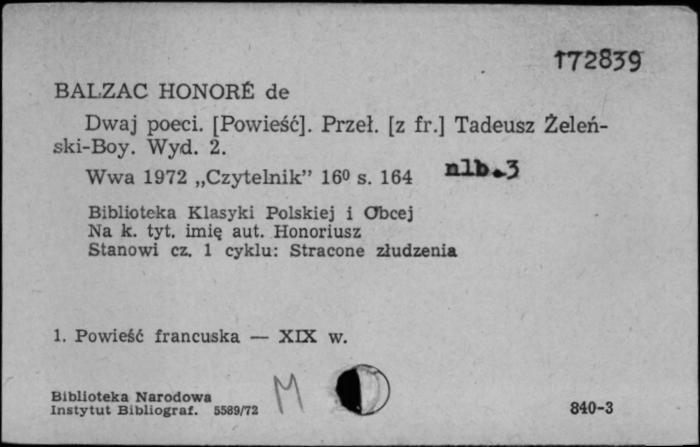 172839
BALZAC HONORÉ de
Dwaj poeci. [Powieść]. Przeł. [z fr.] Tadeusz Żeleń-
ski-Boy. Wyd. 2.
Wwa 1972 „Czytelnik” 16⁰ s. 164 nlb. 3
Biblioteka Klasyki Polskiej i Obcej
Na k. tyt. imię aut. Honoriusz
Stanowi cz. 1 cyklu: Stracone złudzenia
1. Powieść francuska — XIX w.
Biblioteka Narodowa
Instytut Bibliograf. 5589/72 M 840-3